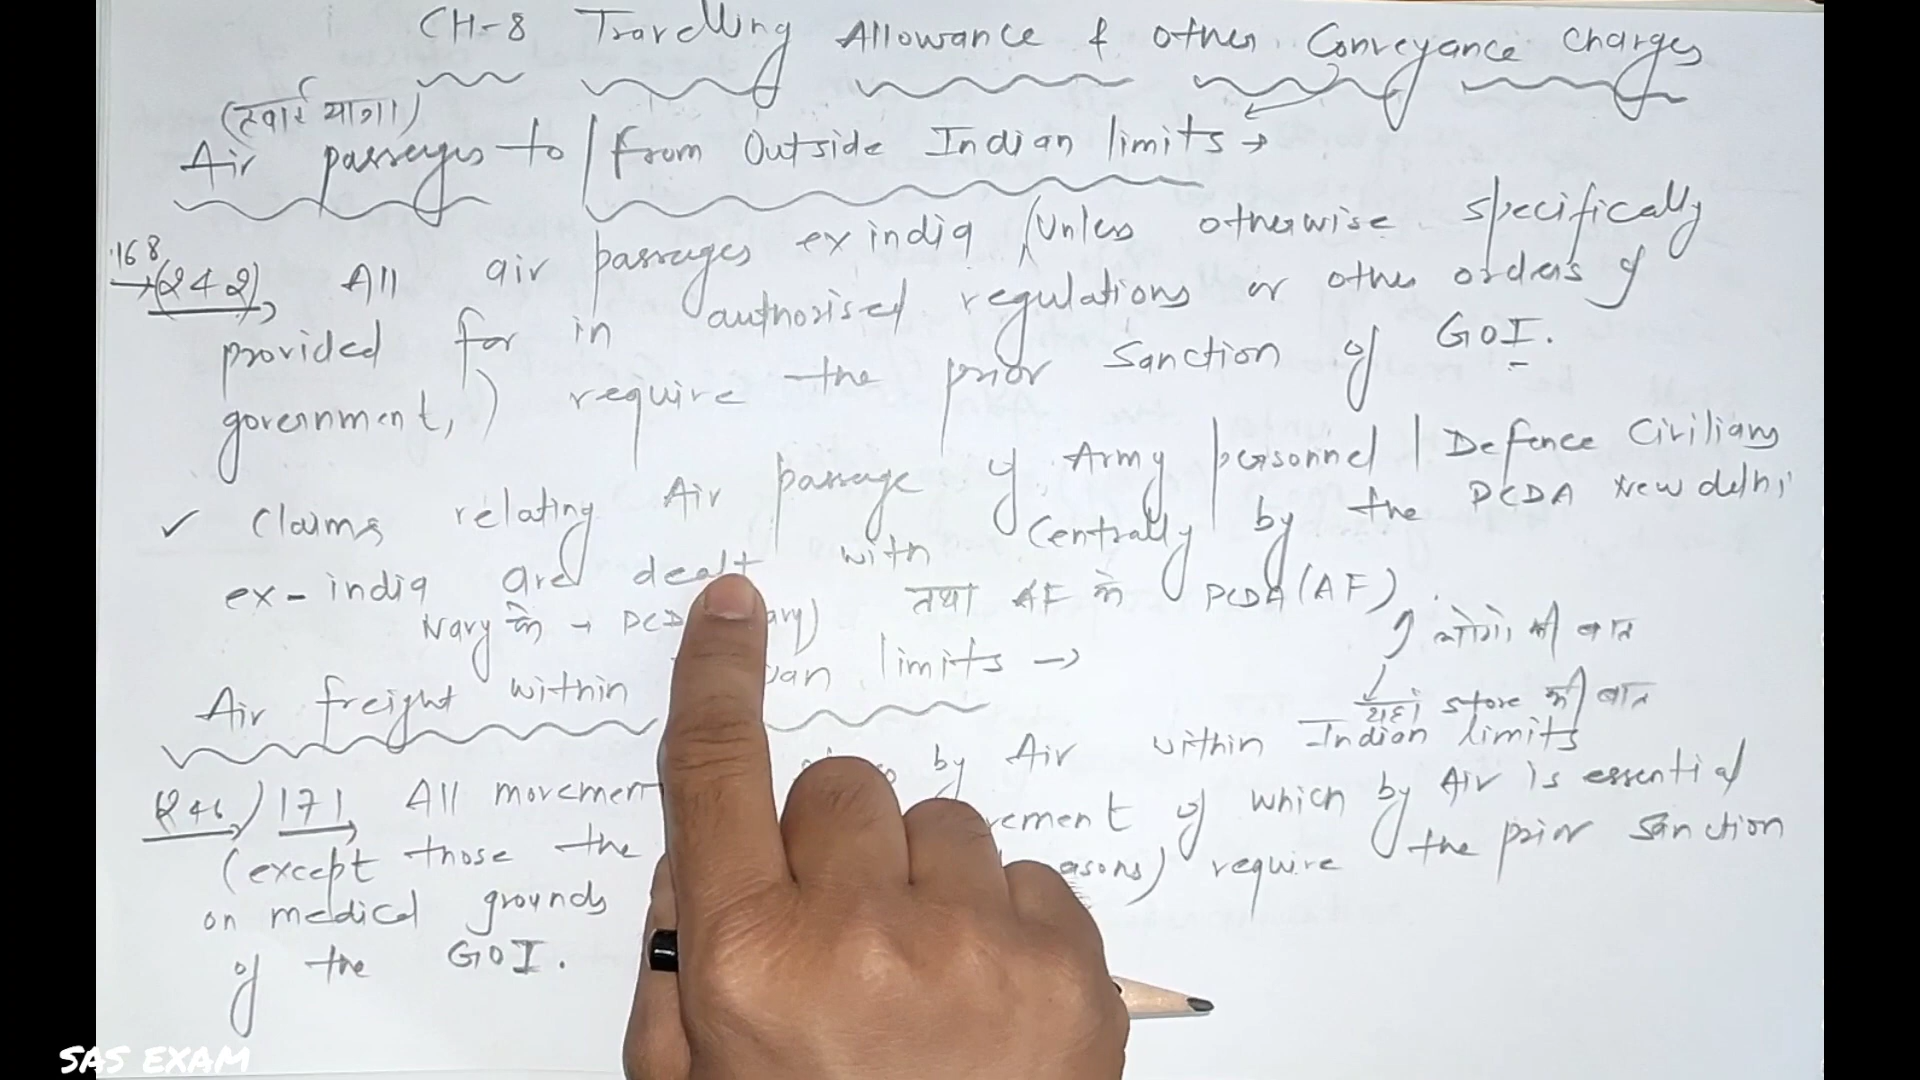 CH-8 Travelling Allowance & other Conveyance charges
(हवाई यात्रा)
Air passages to / from Outside Indian limits →
168
→(242), All air passages ex india (Unless otherwise specifically
provided for in authorised regulations or other orders of
government,) require the prior Sanction of GOI.
✓ Claims relating Air passage of Army personnel / Defence Civilians
ex-india are dealt with Centrally by the PCDA New delhi
Navy के → PCD ary) तथा AF के PCDA (AF).
लोगो की बात
Air freight within limits →
यहां store की बात
(246) 171, All movement by Air within Indian limits
(except those the of which by Air is essential
on medical grounds easons) require the prior Sanction
of the GOI.
SAS EXAM